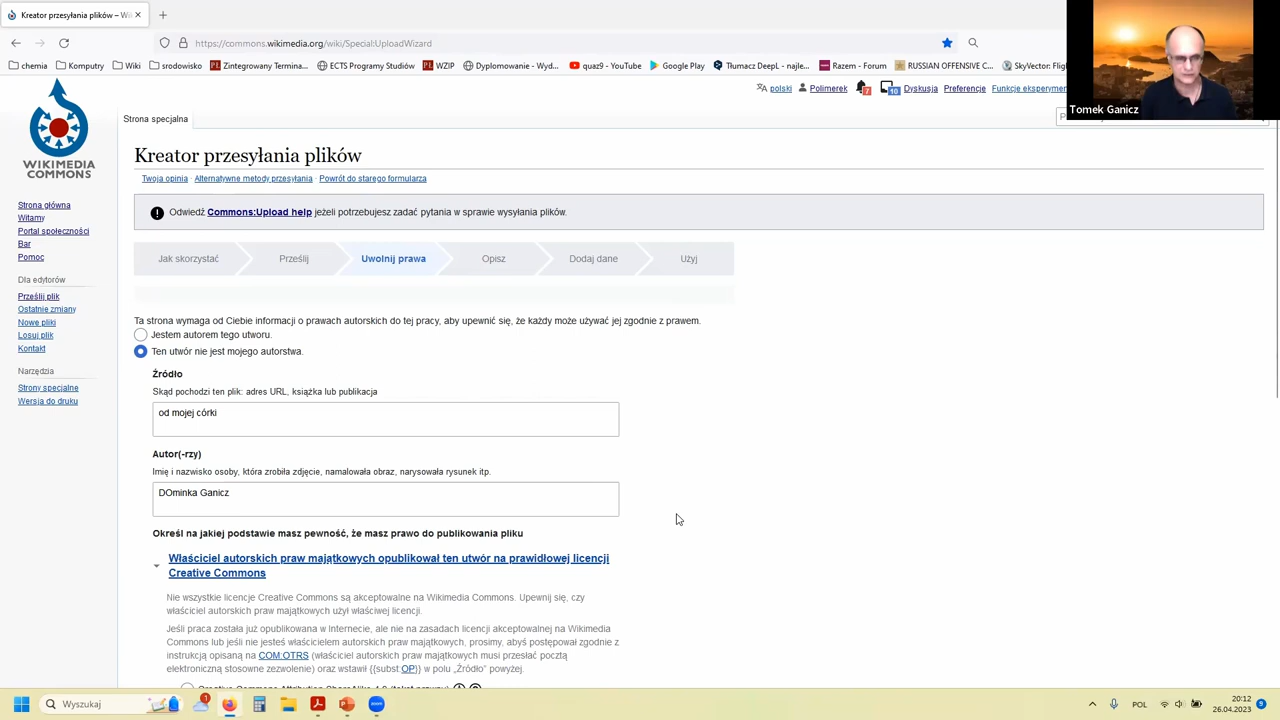 Kreator przesyłania plików – Wi
https://commons.wikimedia.org/wiki/Special:UploadWizard
chemia Komputry Wiki srodowisko Zintegrowany Termina... ECTS Programy Studiów WZIP Dyplomowanie - Wyd... quaz9 - YouTube Google Play Tłumacz DeepL - najle... Razem - Forum RUSSIAN OFFENSIVE C... SkyVector: Fligh
polski Polimerek 7 10 Dyskusja Preferencje Funkcje eksperymen
Tomek Ganicz
WIKIMEDIA
COMMONS
Strona specjalna
Kreator przesyłania plików
Twoja opinia · Alternatywne metody przesyłania · Powrót do starego formularza
Odwiedź Commons:Upload help jeżeli potrzebujesz zadać pytania w sprawie wysyłania plików.
Jak skorzystać Prześlij Uwolnij prawa Opisz Dodaj dane Użyj
Strona główna
Witamy
Portal społeczności
Bar
Pomoc
Dla edytorów
Prześlij plik
Ostatnie zmiany
Nowe pliki
Losuj plik
Kontakt
Narzędzia
Strony specjalne
Wersja do druku
Ta strona wymaga od Ciebie informacji o prawach autorskich do tej pracy, aby upewnić się, że każdy może używać jej zgodnie z prawem.
Jestem autorem tego utworu.
Ten utwór nie jest mojego autorstwa.
Źródło
Skąd pochodzi ten plik: adres URL, książka lub publikacja
od mojej córki
Autor(-rzy)
Imię i nazwisko osoby, która zrobiła zdjęcie, namalowała obraz, narysowała rysunek itp.
DOminka Ganicz
Określ na jakiej podstawie masz pewność, że masz prawo do publikowania pliku
Właściciel autorskich praw majątkowych opublikował ten utwór na prawidłowej licencji
Creative Commons
Nie wszystkie licencje Creative Commons są akceptowalne na Wikimedia Commons. Upewnij się, czy
właściciel autorskich praw majątkowych użył właściwej licencji.
Jeśli praca została już opublikowana w Internecie, ale nie na zasadach licencji akceptowalnej na Wikimedia
Commons lub jeśli nie jesteś właścicielem autorskich praw majątkowych, prosimy, abyś postępował zgodnie z
instrukcją opisaną na COM:OTRS (właściciel autorskich praw majątkowych musi przesłać pocztą
elektroniczną stosowne zezwolenie) oraz wstawił {{subst:OP}} w polu „Źródło” powyżej.
Wyszukaj
1
POL
20:12
26.04.2023
9